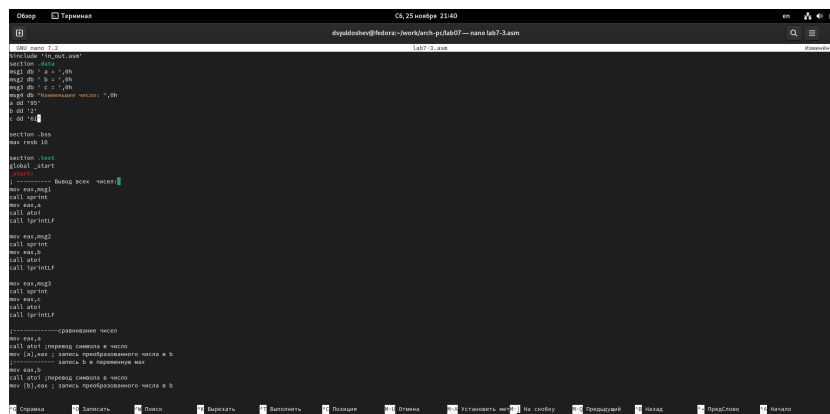 Обзор Терминал Сб, 25 ноября 21:40 en
dsyuldoshev@fedora:~/work/arch-pc/lab07 — nano lab7-3.asm
GNU nano 7.2 lab7-3.asm Изменён
%include 'in_out.asm'
section .data
msg1 db ' a = ',0h
msg2 db ' b = ',0h
msg3 db ' c = ',0h
msg4 db "Наименьшее число: ",0h
a dd '95'
b dd '2'
c dd '61'
section .bss
max resb 10
section .text
global _start
_start:
; ---------- Вывод всех чисел:
mov eax,msg1
call sprint
mov eax,a
call atoi
call iprintLF
mov eax,msg2
call sprint
mov eax,b
call atoi
call iprintLF
mov eax,msg3
call sprint
mov eax,c
call atoi
call iprintLF
;------------сравнивание чисел
mov eax,a
call atoi ;перевод символа в число
mov [a],eax ; запись преобразованного числа в b
;------------ запись b в переменную мах
mov eax,b
call atoi ;перевод символа в число
mov [b],eax ; запись преобразованного числа в b
^G Справка ^O Записать ^W Поиск ^K Вырезать ^T Выполнить ^C Позиция M-U Отмена M-A Установить мет M-] На скобку M-Q Предыдущий ^B Назад ^◂ ПредСлово ^A Начало